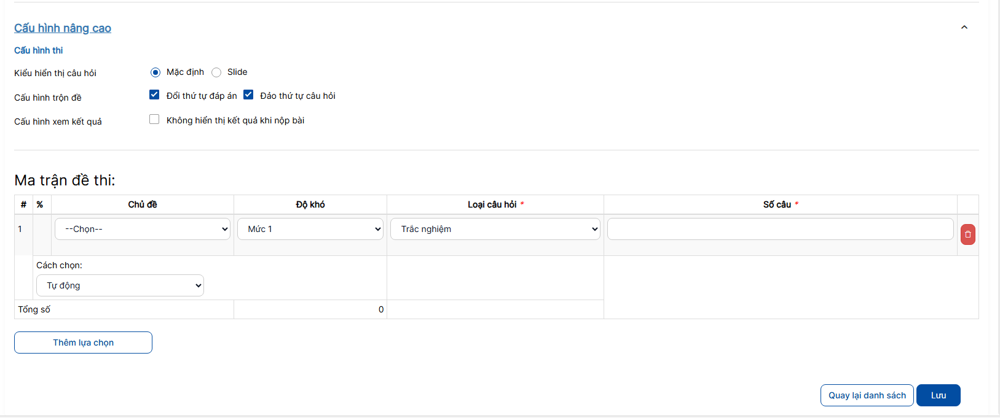 Cấu hình nâng cao
Cấu hình thi
Kiểu hiển thị câu hỏi Mặc định Slide
Cấu hình trộn đề Đổi thứ tự đáp án Đảo thứ tự câu hỏi
Cấu hình xem kết quả Không hiển thị kết quả khi nộp bài
Ma trận đề thi:
# % Chủ đề Độ khó Loại câu hỏi * Số câu *
1 --Chọn-- Mức 1 Trắc nghiệm
Cách chọn:
Tự động
Tổng số 0
Thêm lựa chọn
Quay lại danh sách Lưu